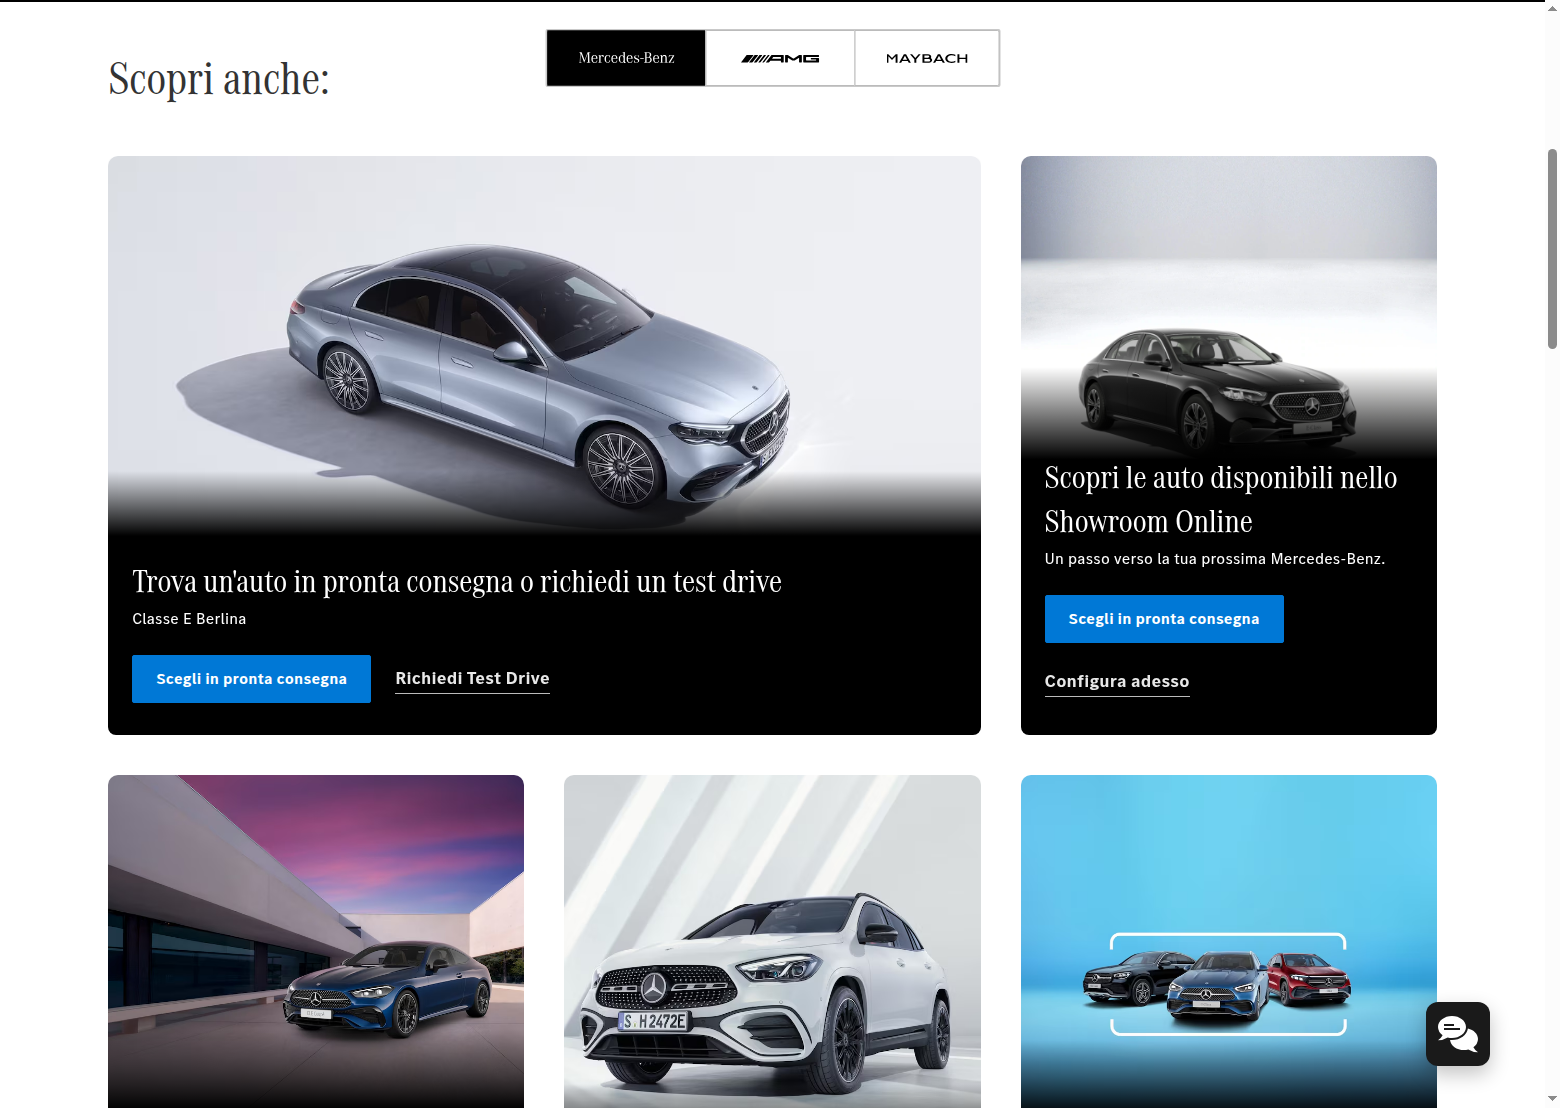 Scopri anche:
Mercedes-Benz
AMG
MAYBACH
Trova un'auto in pronta consegna o richiedi un test drive
Classe E Berlina
Scegli in pronta consegna
Richiedi Test Drive
Scopri le auto disponibili nello
Showroom Online
Un passo verso la tua prossima Mercedes-Benz.
Scegli in pronta consegna
Configura adesso
S H 2472E